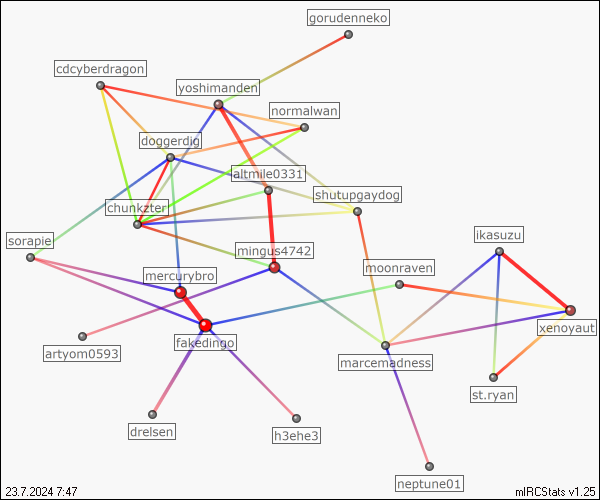 gorudenneko
cdcyberdragon
yoshimanden
normalwan
doggerdig
altmile0331
shutupgaydog
chunkzter
sorapie
mingus4742
ikasuzu
moonraven
mercurybro
xenoyaut
fakedingo
artyom0593
marcemadness
st.ryan
drelsen
h3ehe3
neptune01
23.7.2024 7:47
mIRCStats v1.25